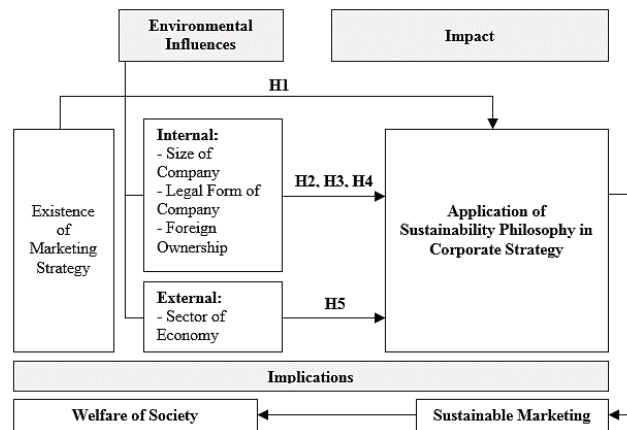 Environmental
Influences
Impact
H1
Existence
of
Marketing
Strategy
Internal:
- Size of
Company
- Legal Form of
Company
- Foreign
Ownership
H2, H3, H4
External:
- Sector of
Economy
H5
Application of
Sustainability Philosophy in
Corporate Strategy
Implications
Welfare of Society
Sustainable Marketing